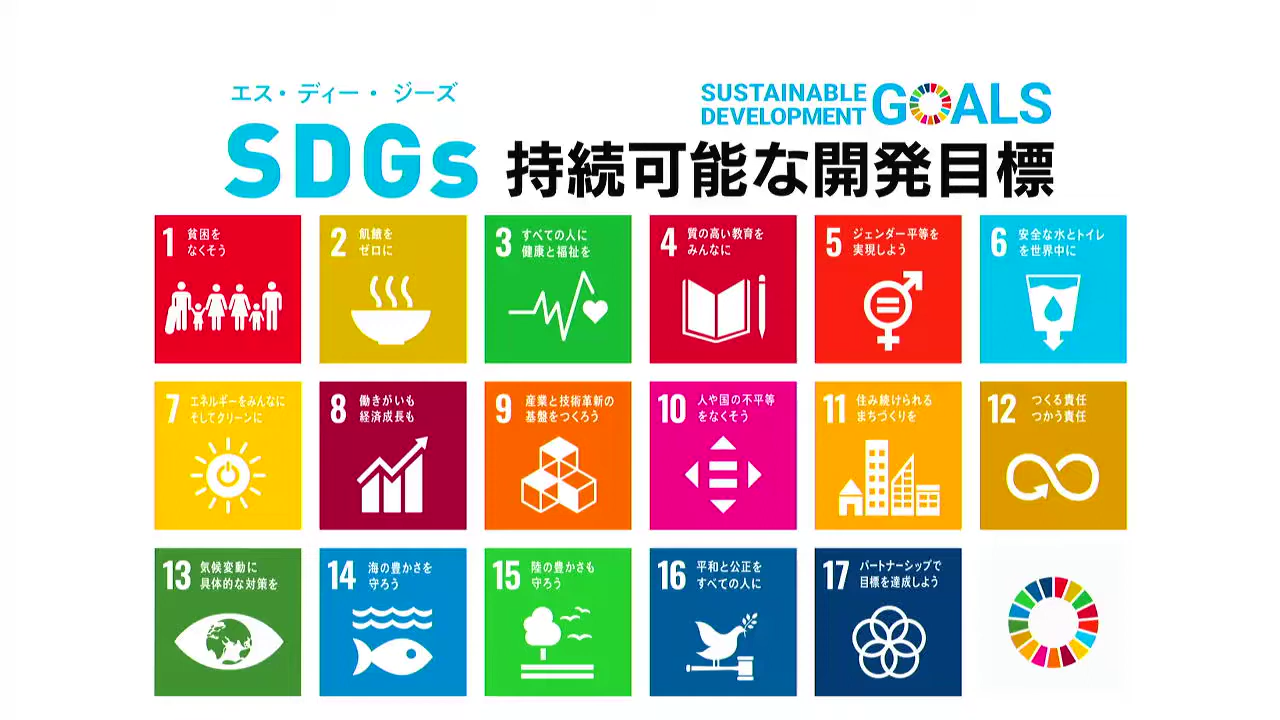 エス・ディー・ジーズ
SUSTAINABLE
DEVELOPMENT
GOALS
SDGs 持続可能な開発目標
1 貧困を
なくそう
2 飢餓を
ゼロに
3 すべての人に
健康と福祉を
4 質の高い教育を
みんなに
5 ジェンダー平等を
実現しよう
6 安全な水とトイレ
を世界中に
7 エネルギーをみんなに
そしてクリーンに
8 働きがいも
経済成長も
9 産業と技術革新の
基盤をつくろう
10 人や国の不平等
をなくそう
11 住み続けられる
まちづくりを
12 つくる責任
つかう責任
13 気候変動に
具体的な対策を
14 海の豊かさを
守ろう
15 陸の豊かさも
守ろう
16 平和と公正を
すべての人に
17 パートナーシップで
目標を達成しよう